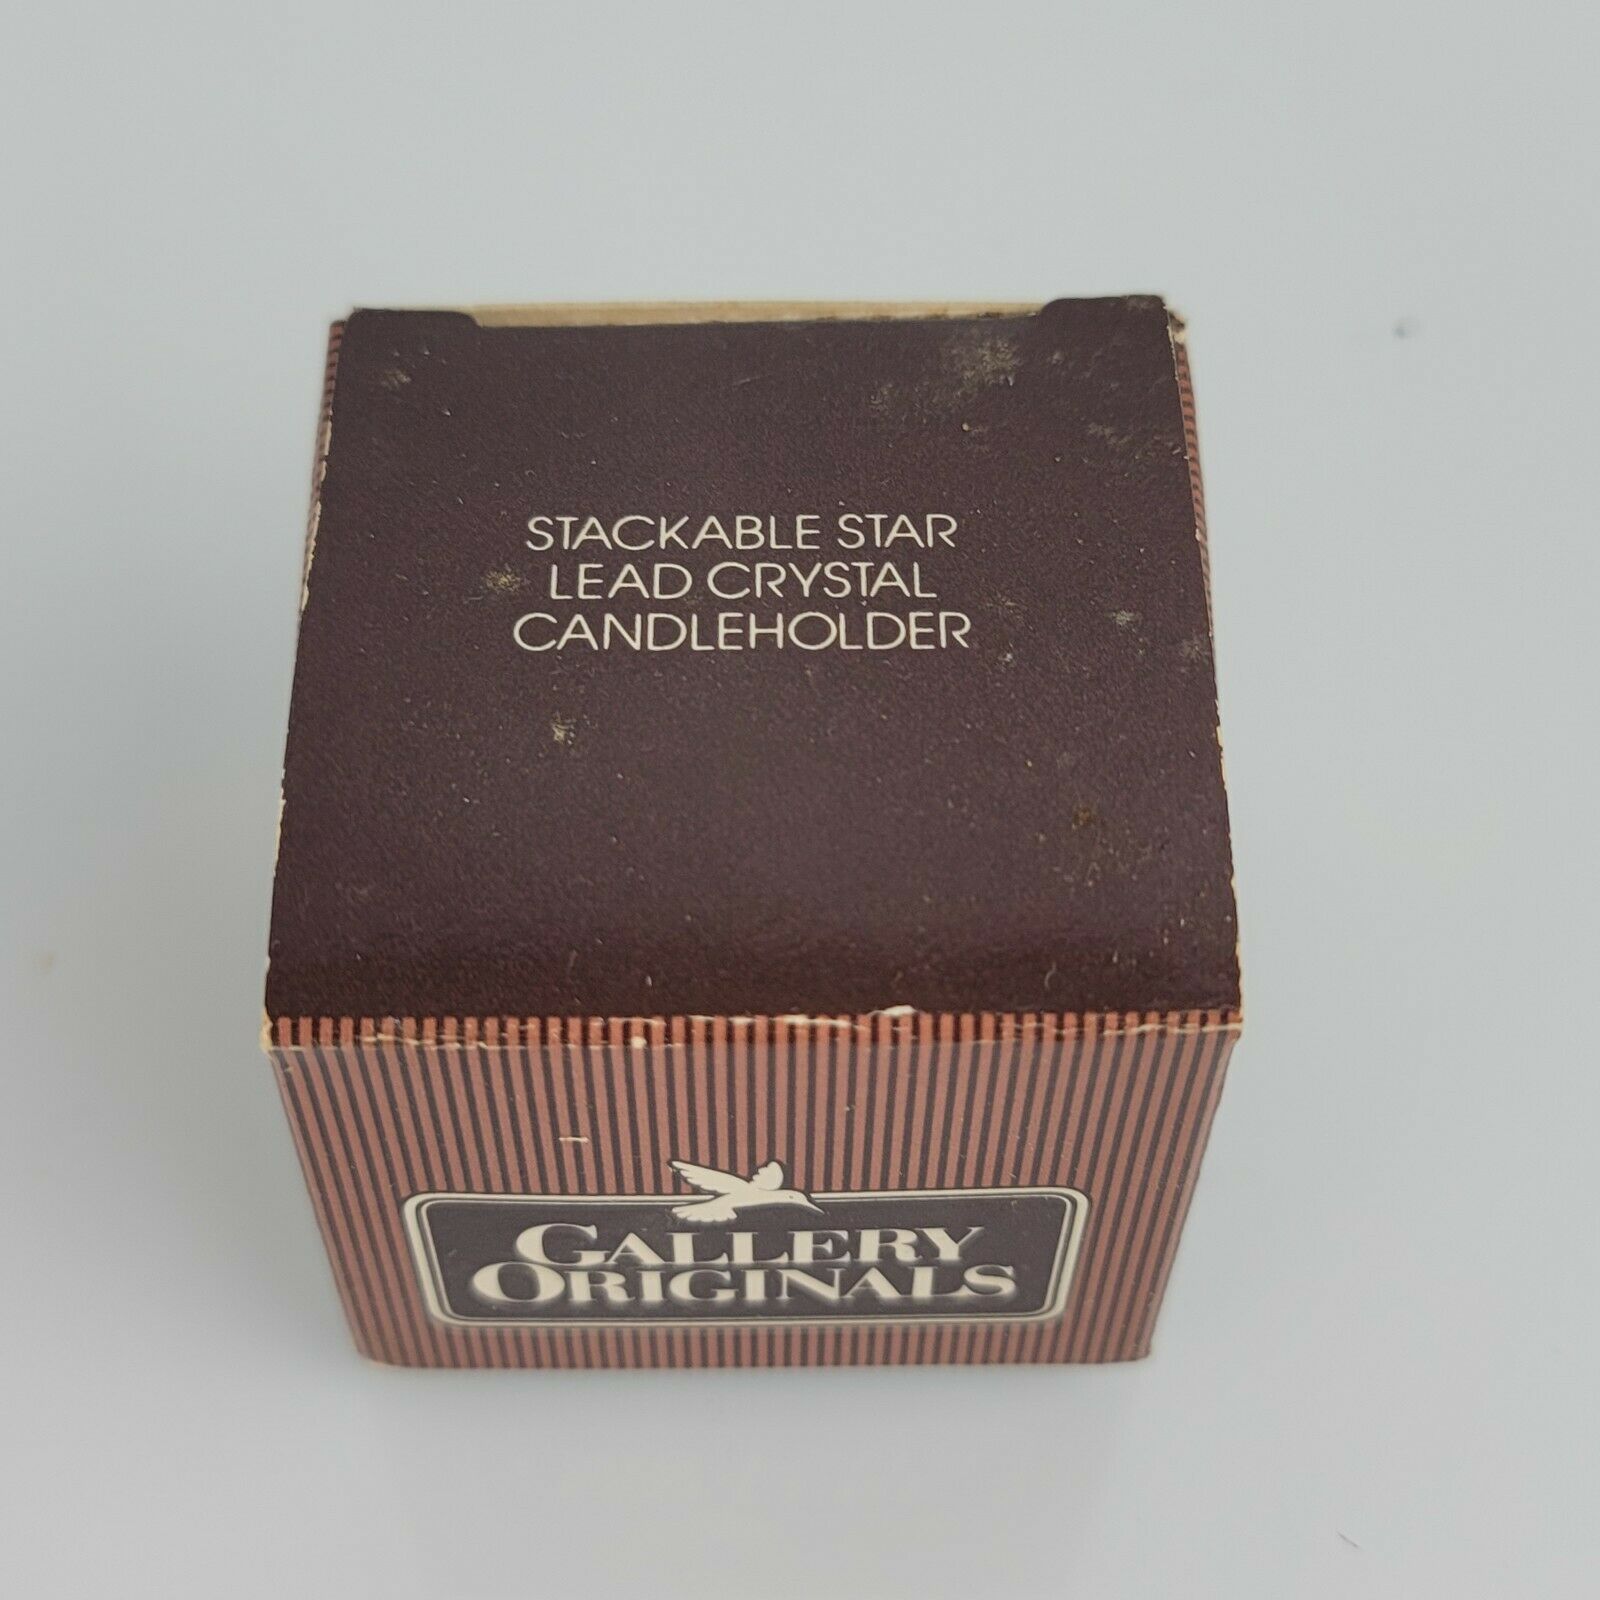 STACKABLE STAR
LEAD CRYSTAL
CANDLEHOLDER
GALLERY
ORIGINALS